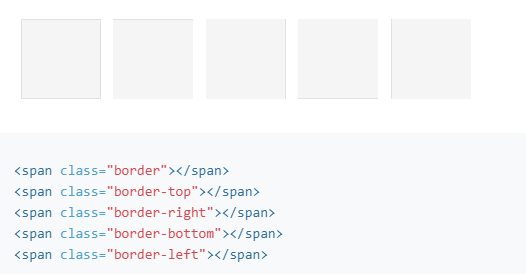 <span class="border"></span>
<span class="border-top"></span>
<span class="border-right"></span>
<span class="border-bottom"></span>
<span class="border-left"></span>